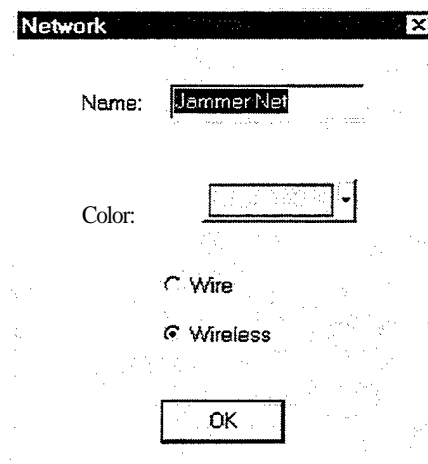 Network
Name: Jammer Net
Color:
Wire
Wireless
OK